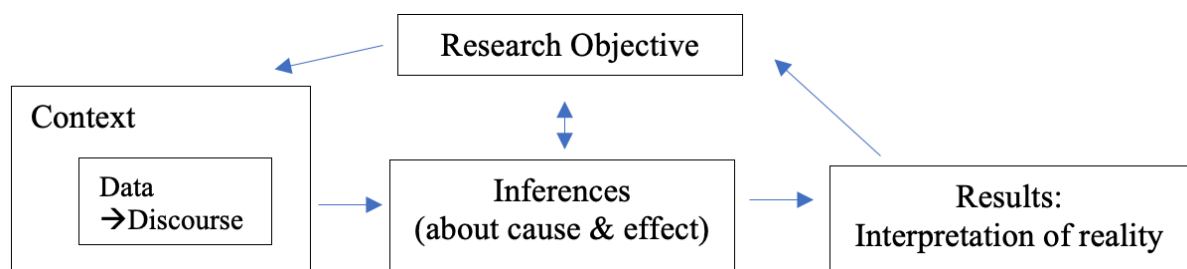 Research Objective
Context
Data
→Discourse
Inferences
(about cause & effect)
Results:
Interpretation of reality